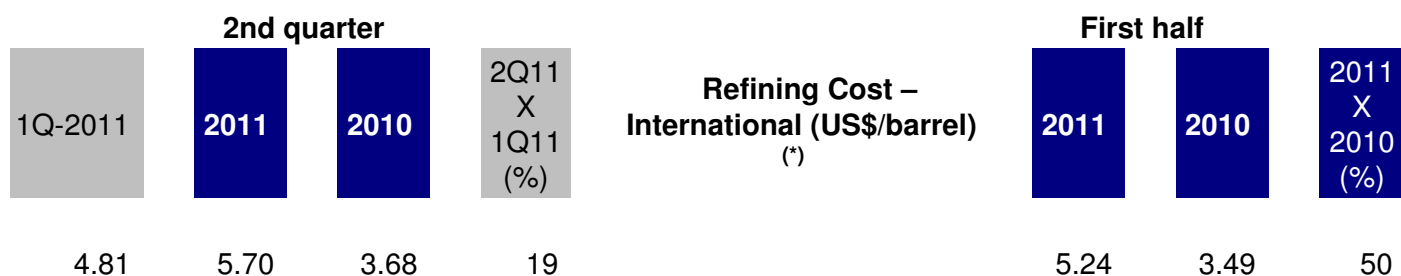 2nd quarter First half
1Q-2011 2011 2010 2Q11 X 1Q11 (%) Refining Cost – International (US$/barrel) (*) 2011 2010 2011 X 2010 (%)
4.81 5.70 3.68 19 5.24 3.49 50